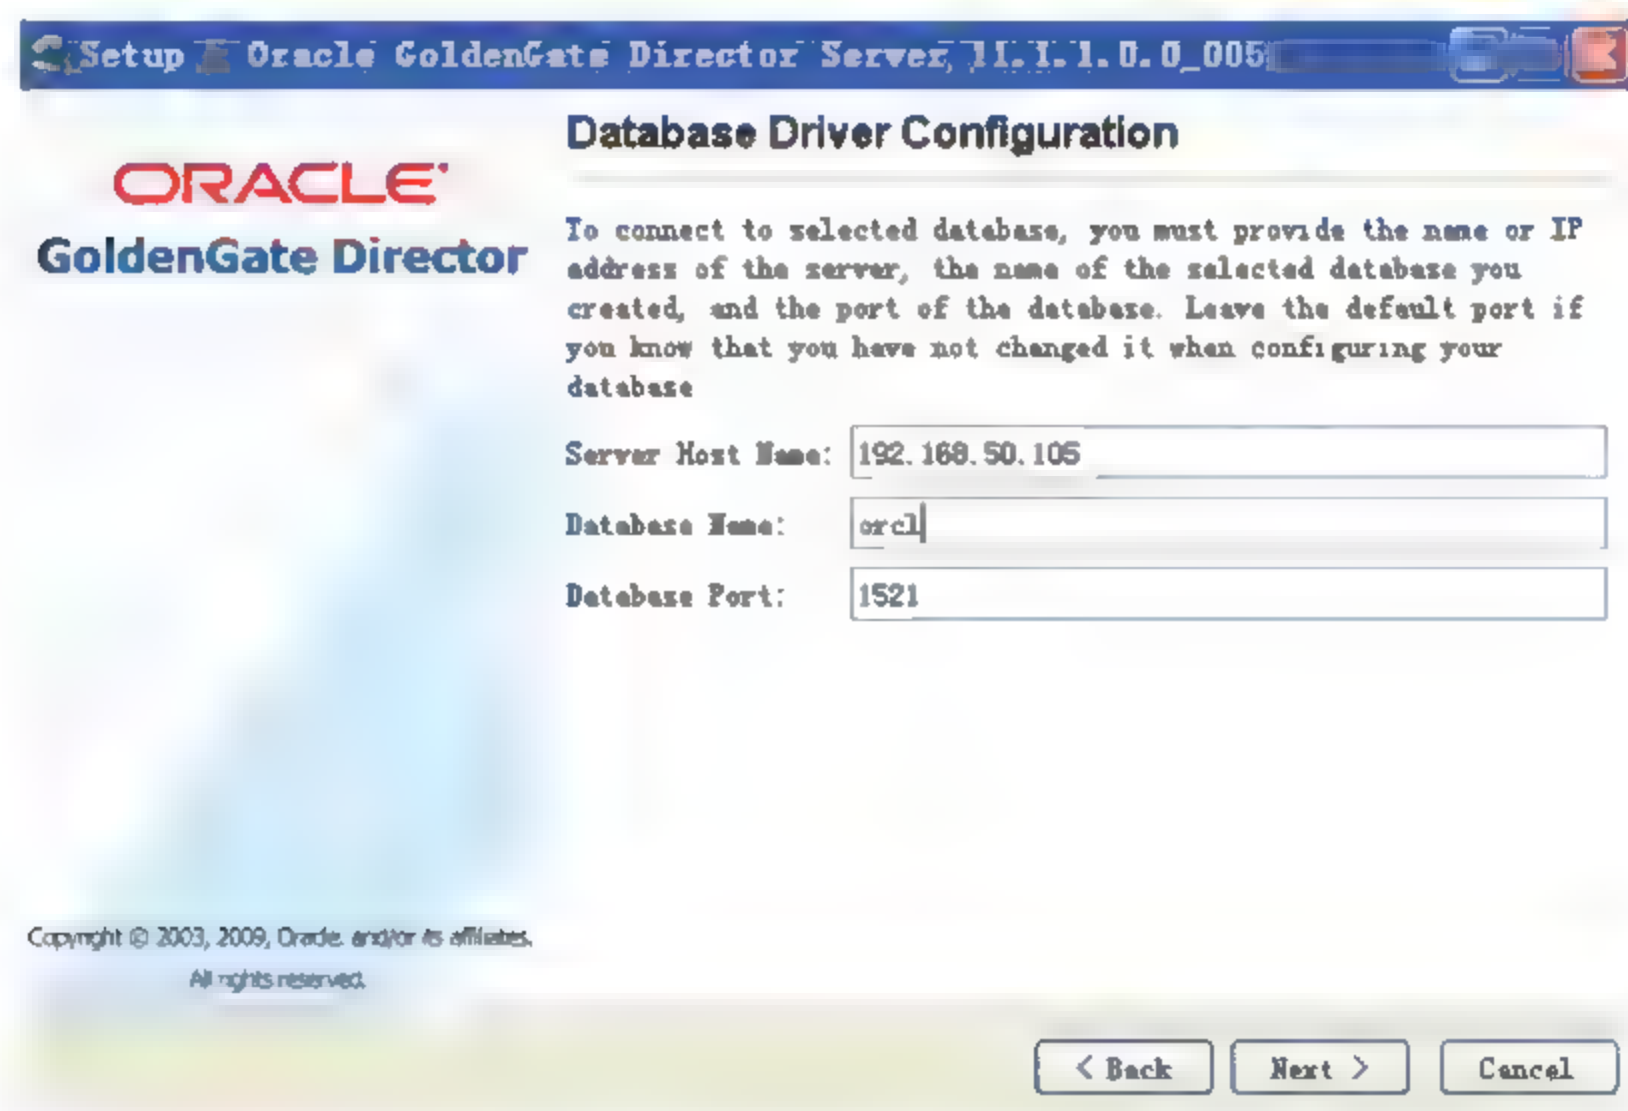 Setup - Oracle GoldenGate Director Server, 11.1.1.0.0_005
ORACLE
GoldenGate Director
Database Driver Configuration
To connect to selected database, you must provide the name or IP
address of the server, the name of the selected database you
created, and the port of the database. Leave the default port if
you know that you have not changed it when configuring your
database
Server Host Name: 192.168.50.105
Database Name: orcl
Database Port: 1521
Copyright © 2003, 2009, Oracle. and/or its affiliates.
All rights reserved.
< Back
Next >
Cancel